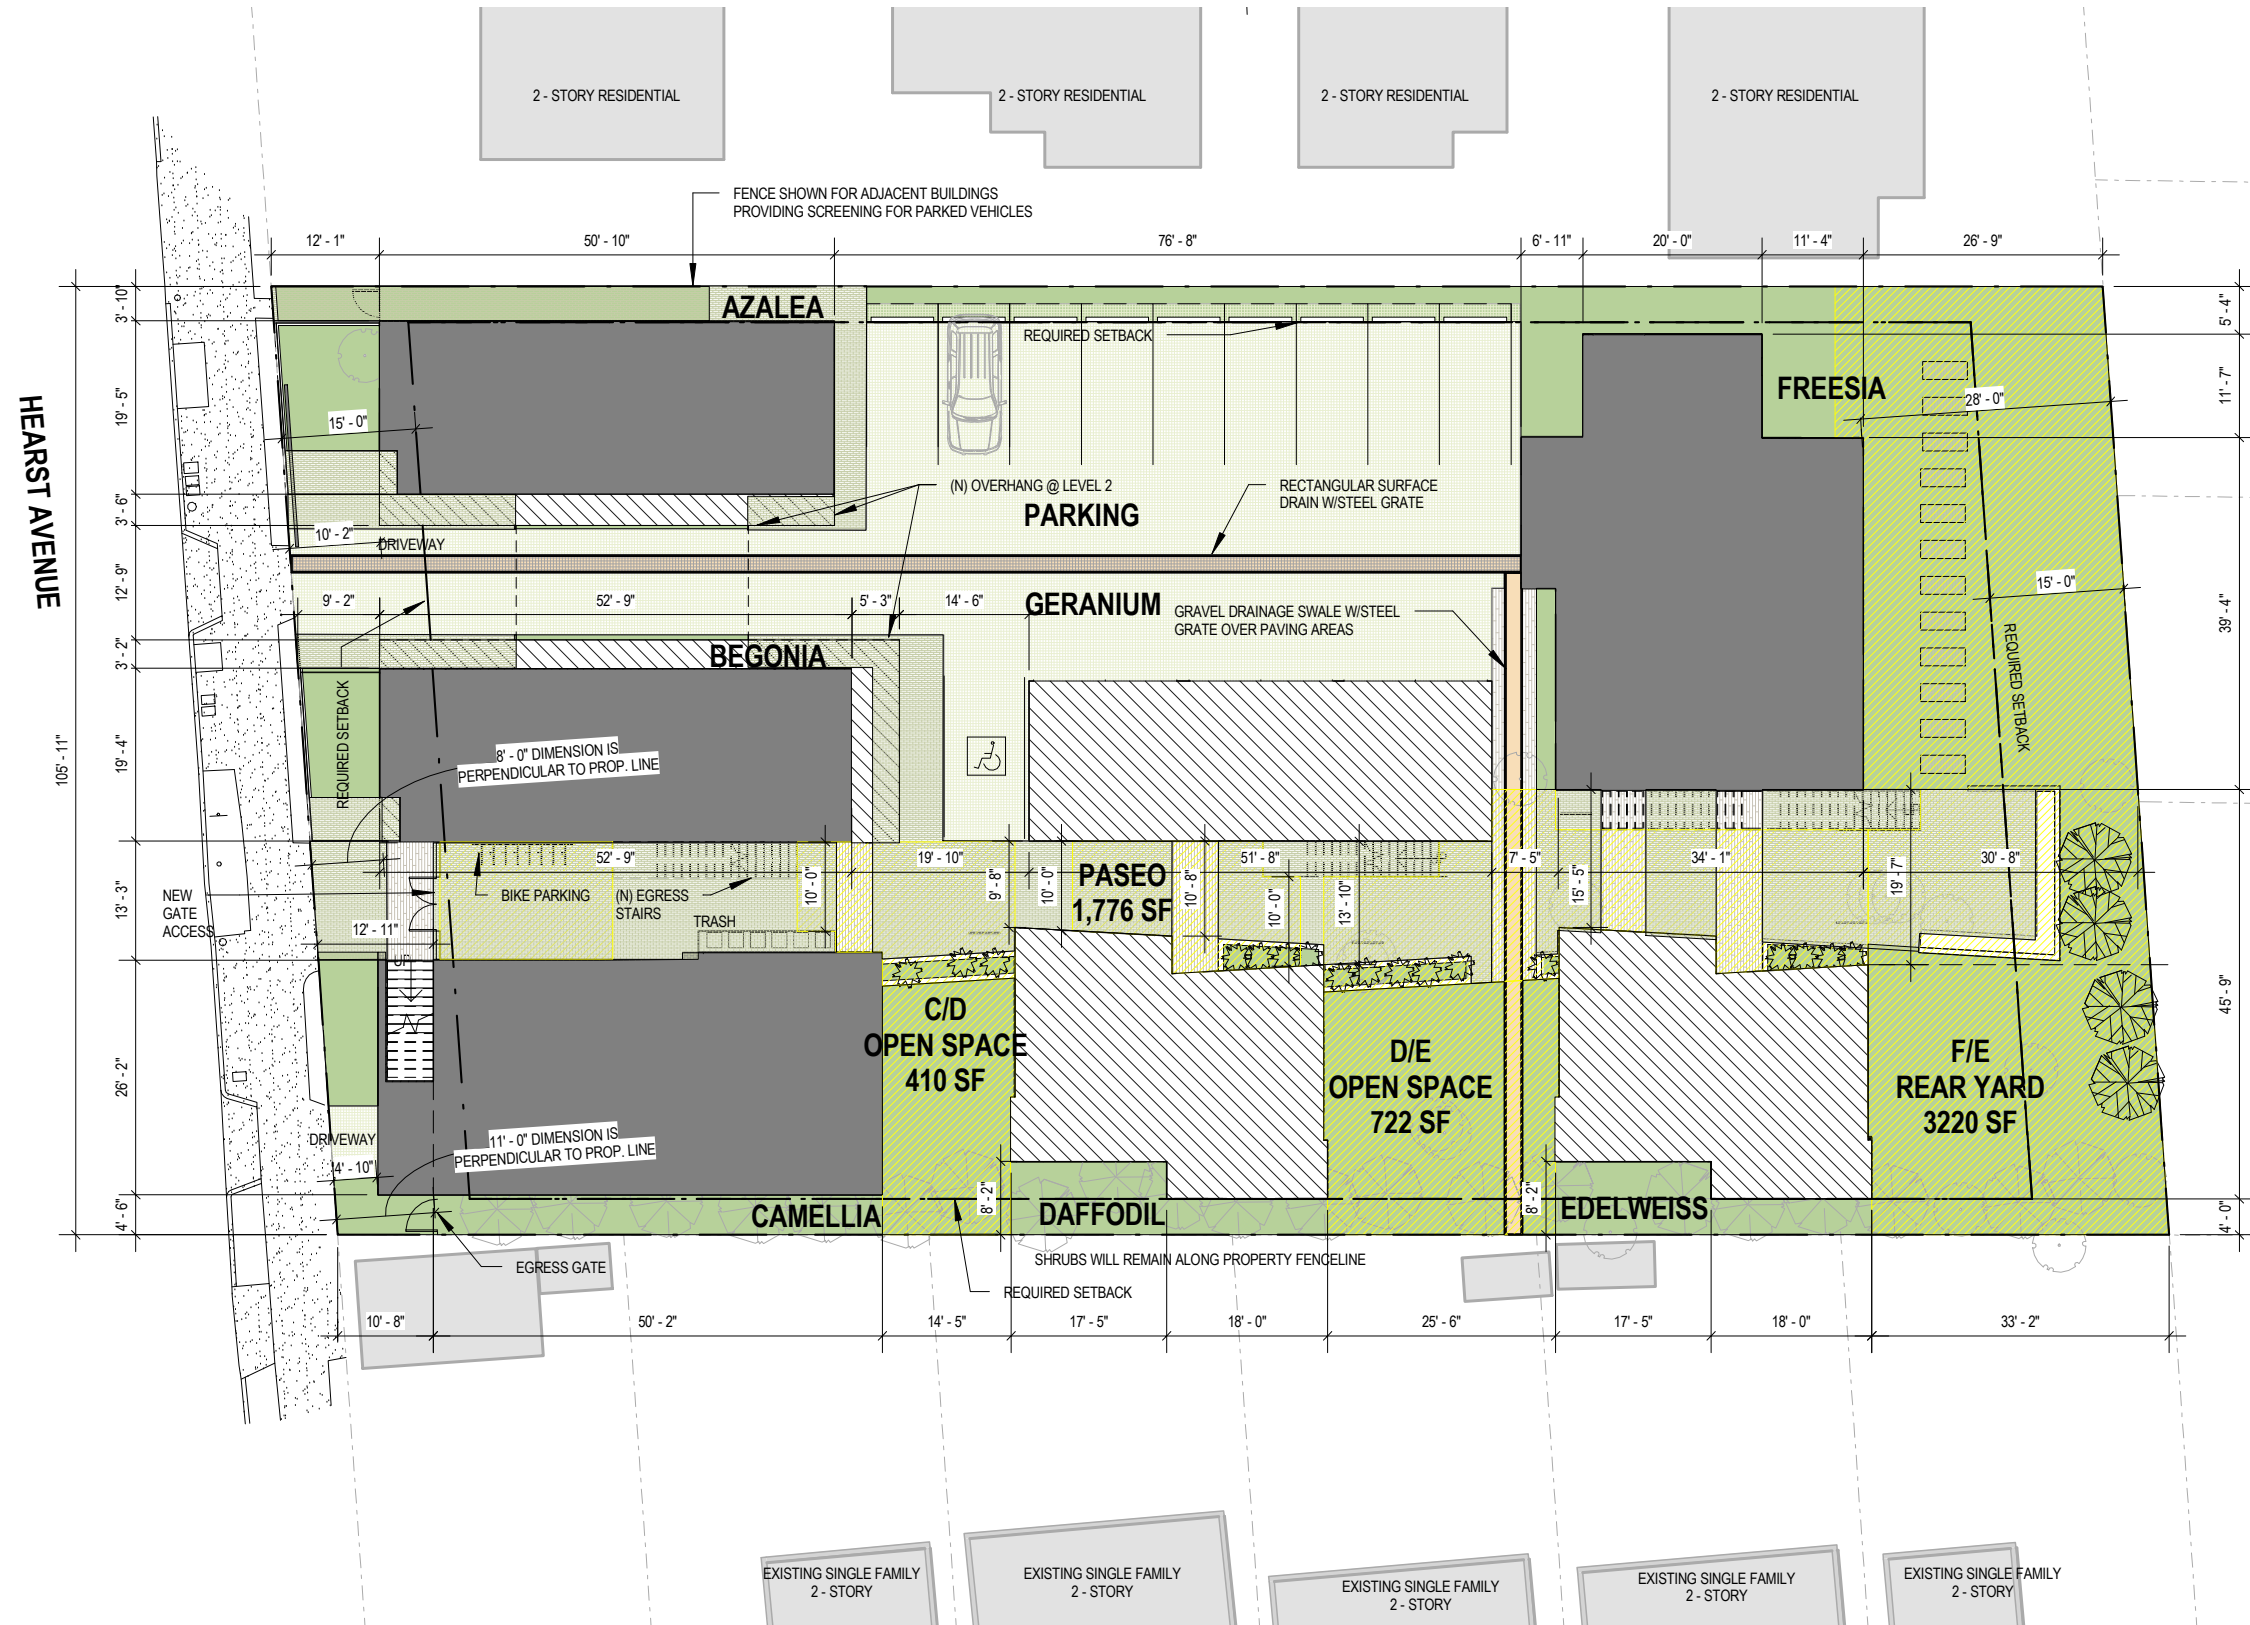 2 - STORY RESIDENTIAL
2 - STORY RESIDENTIAL
2 - STORY RESIDENTIAL
2 - STORY RESIDENTIAL
FENCE SHOWN FOR ADJACENT BUILDINGS
PROVIDING SCREENING FOR PARKED VEHICLES
12' - 1"
50' - 10"
76' - 8"
6' - 11"
20' - 0"
11' - 4"
26' - 9"
3' - 10"
AZALEA
REQUIRED SETBACK
5' - 4"
19' - 5"
15' - 0"
FREESIA
28' - 0"
11' - 7"
HEARST AVENUE
3' - 6"
(N) OVERHANG @ LEVEL 2
RECTANGULAR SURFACE
DRAIN W/STEEL GRATE
PARKING
10' - 2"
DRIVEWAY
12' - 9"
9' - 2"
52' - 9"
5' - 3"
14' - 6"
GERANIUM
GRAVEL DRAINAGE SWALE W/STEEL
GRATE OVER PAVING AREAS
15' - 0"
39' - 4"
3' - 2"
BEGONIA
REQUIRED SETBACK
REQUIRED SETBACK
105' - 11"
19' - 4"
8' - 0" DIMENSION IS
PERPENDICULAR TO PROP. LINE
13' - 3"
NEW
GATE
ACCESS
52' - 9"
BIKE PARKING
(N) EGRESS
STAIRS
TRASH
10' - 0"
19' - 10"
9' - 8"
10' - 0"
PASEO
1,776 SF
10' - 8"
51' - 8"
10' - 0"
13' - 10"
7' - 5"
15' - 5"
34' - 1"
19' - 7"
30' - 8"
12' - 11"
UP
26' - 2"
C/D
OPEN SPACE
410 SF
D/E
OPEN SPACE
722 SF
F/E
REAR YARD
3220 SF
45' - 9"
DRIVEWAY
4' - 10"
11' - 0" DIMENSION IS
PERPENDICULAR TO PROP. LINE
4' - 6"
CAMELLIA
8' - 2"
DAFFODIL
8' - 2"
EDELWEISS
4' - 0"
EGRESS GATE
SHRUBS WILL REMAIN ALONG PROPERTY FENCELINE
REQUIRED SETBACK
10' - 8"
50' - 2"
14' - 5"
17' - 5"
18' - 0"
25' - 6"
17' - 5"
18' - 0"
33' - 2"
EXISTING SINGLE FAMILY
2 - STORY
EXISTING SINGLE FAMILY
2 - STORY
EXISTING SINGLE FAMILY
2 - STORY
EXISTING SINGLE FAMILY
2 - STORY
EXISTING SINGLE FAMILY
2 - STORY